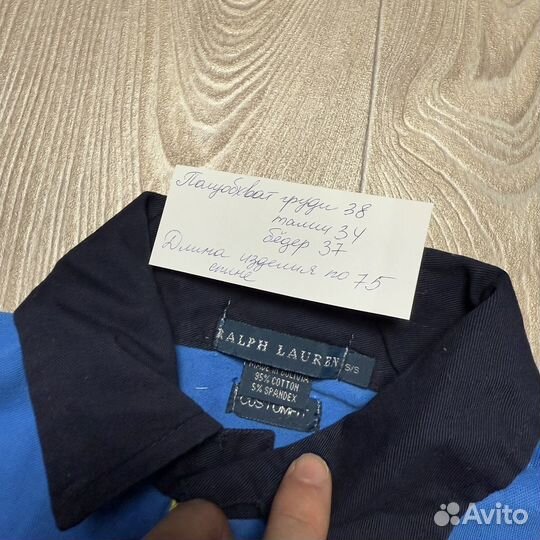 Полуобхват груди 38
талии 34
бёдер 37
Длина изделия по 75
спине
RALPH LAUREN
S/S
MADE IN BOLIVIA
95% COTTON
5% SPANDEX
CUSTOM FIT
Avito